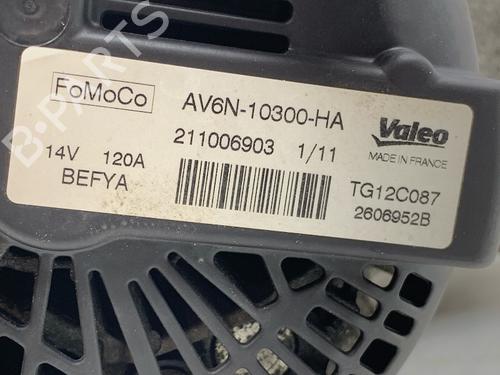 FoMoCo AV6N-10300-HA Valeo
211006903 1/11 MADE IN FRANCE
14V 120A TG12C087
BEFYA 2606952B
B-PARTS